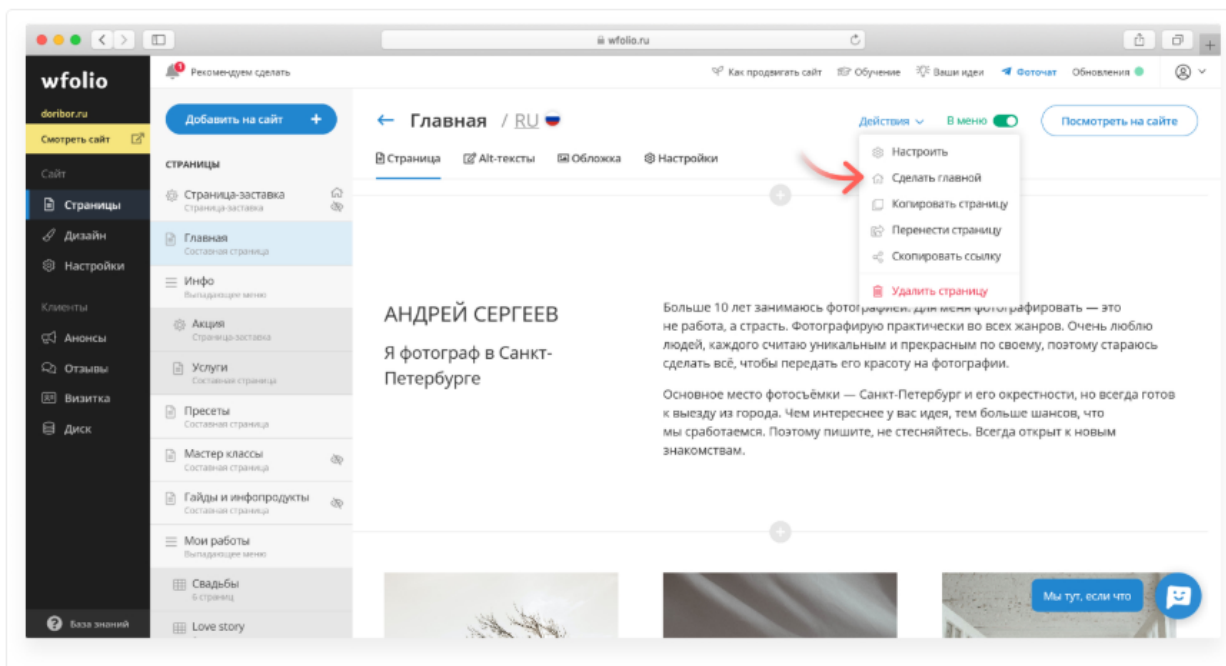 wfolio.ru
wfolio
Рекомендуем сделать
Как продвигать сайт
Обучение
Ваши идеи
Фоточат
Обновления
doribor.ru
Смотреть сайт
Сайт
Страницы
Дизайн
Настройки
Клиенты
Анонсы
Отзывы
Визитка
Диск
База знаний
Добавить на сайт +
СТРАНИЦЫ
Страница-заставка
Страница-заставка
Главная
Составная страница
Инфо
Выпадающее меню
Акция
Страница-заставка
Услуги
Составная страница
Пресеты
Составная страница
Мастер классы
Составная страница
Гайды и инфопродукты
Составная страница
Мои работы
Выпадающее меню
Свадьбы
6 страниц
Love story
← Главная / RU
Действия
В меню
Посмотреть на сайте
Страница
Alt-тексты
Обложка
Настройки
Настроить
Сделать главной
Копировать страницу
Перенести страницу
Скопировать ссылку
Удалить страницу
АНДРЕЙ СЕРГЕЕВ
Я фотограф в Санкт-
Петербурге
Больше 10 лет занимаюсь фотографией. Для меня фотографировать — это
не работа, а страсть. Фотографирую практически во всех жанрах. Очень люблю
людей, каждого считаю уникальным и прекрасным по своему, поэтому стараюсь
сделать всё, чтобы передать его красоту на фотографии.
Основное место фотосъёмки — Санкт-Петербург и его окрестности, но всегда готов
к выезду из города. Чем интереснее у вас идея, тем больше шансов, что
мы сработаемся. Поэтому пишите, не стесняйтесь. Всегда открыт к новым
знакомствам.
Мы тут, если что